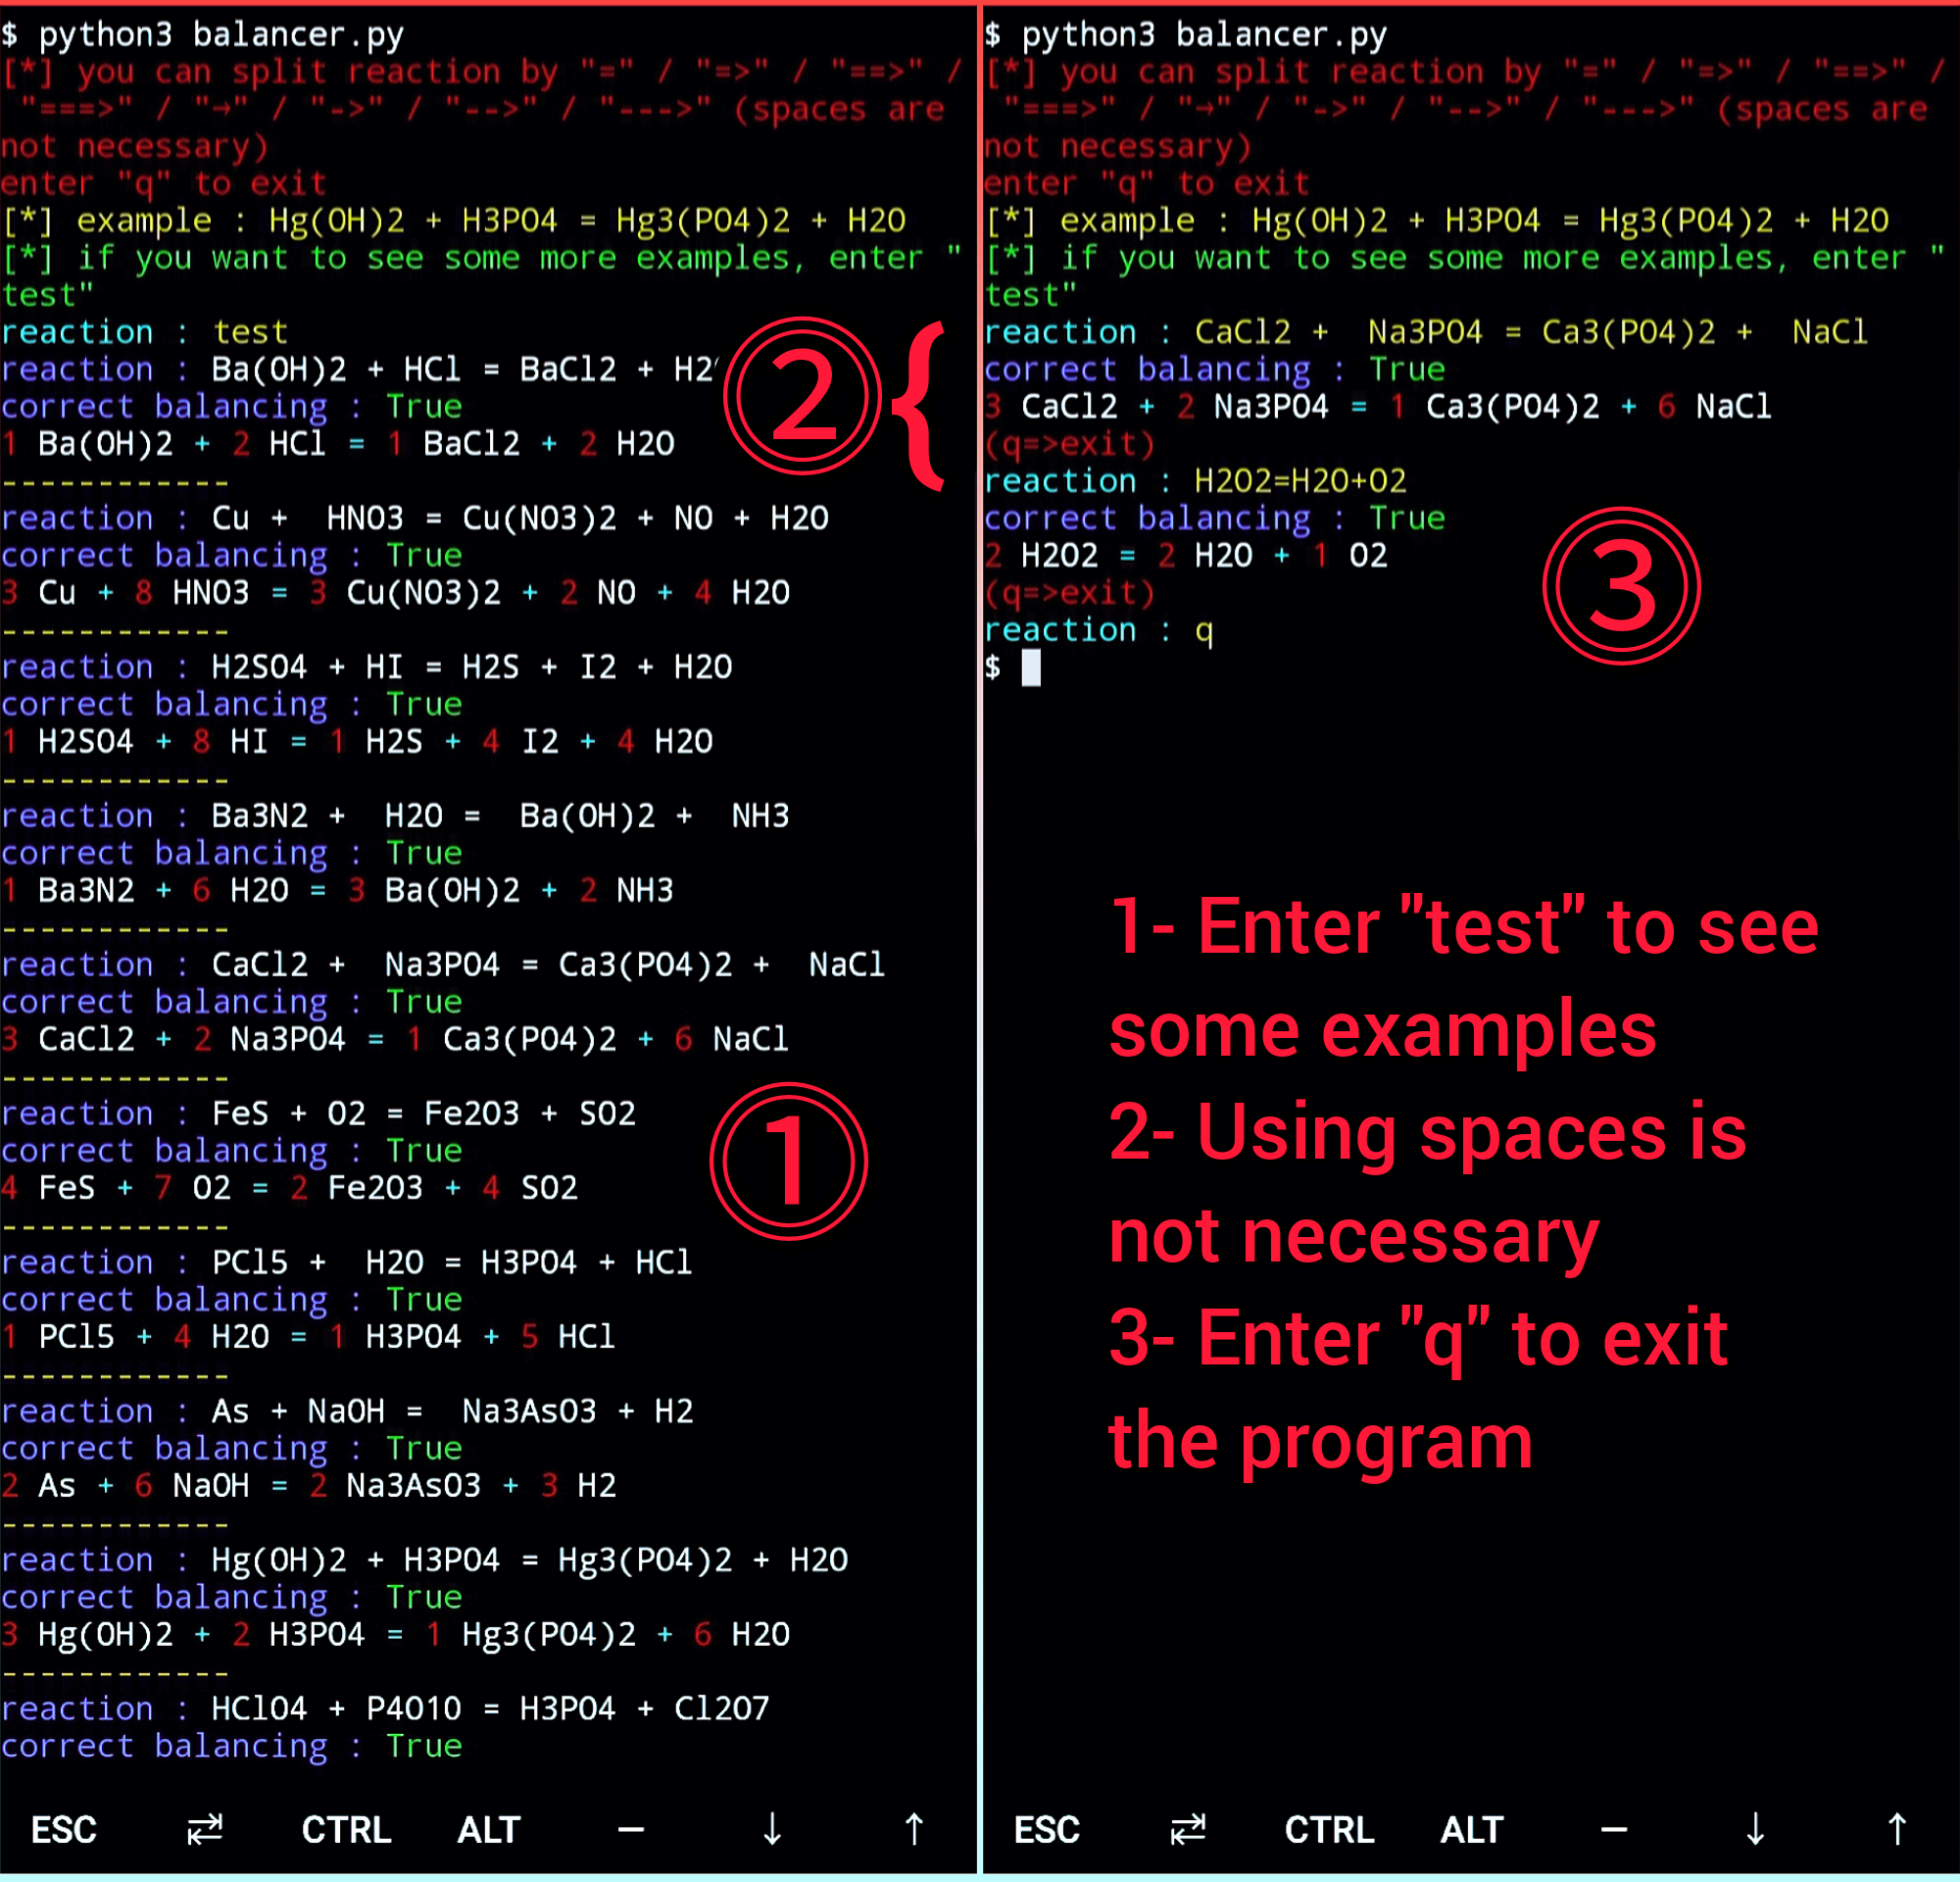 $ python3 balancer.py
[*] you can split reaction by "=" / "=>" / "==>" /
"===>" / "→" / "->" / "-->" / "--->" (spaces are
not necessary)
enter "q" to exit
[*] example : Hg(OH)2 + H3PO4 = Hg3(PO4)2 + H2O
[*] if you want to see some more examples, enter "
test"
reaction : test
reaction : Ba(OH)2 + HCl = BaCl2 + 
correct balancing : True
1 Ba(OH)2 + 2 HCl = 1 BaCl2 + 2 H2O
------------
reaction : Cu +  HNO3 = Cu(NO3)2 + NO + H2O
correct balancing : True
3 Cu + 8 HNO3 = 3 Cu(NO3)2 + 2 NO + 4 H2O
------------
reaction : H2SO4 + HI = H2S + I2 + H2O
correct balancing : True
1 H2SO4 + 8 HI = 1 H2S + 4 I2 + 4 H2O
------------
reaction : Ba3N2 +  H2O =  Ba(OH)2 +  NH3
correct balancing : True
1 Ba3N2 + 6 H2O = 3 Ba(OH)2 + 2 NH3
------------
reaction : CaCl2 +  Na3PO4 = Ca3(PO4)2 +  NaCl
correct balancing : True
3 CaCl2 + 2 Na3PO4 = 1 Ca3(PO4)2 + 6 NaCl
------------
reaction : FeS + O2 = Fe2O3 + SO2
correct balancing : True
4 FeS + 7 O2 = 2 Fe2O3 + 4 SO2
------------
reaction : PCl5 +  H2O = H3PO4 + HCl
correct balancing : True
1 PCl5 + 4 H2O = 1 H3PO4 + 5 HCl
------------
reaction : As + NaOH =  Na3AsO3 + H2
correct balancing : True
2 As + 6 NaOH = 2 Na3AsO3 + 3 H2
------------
reaction : Hg(OH)2 + H3PO4 = Hg3(PO4)2 + H2O
correct balancing : True
3 Hg(OH)2 + 2 H3PO4 = 1 Hg3(PO4)2 + 6 H2O
------------
reaction : HClO4 + P4O10 = H3PO4 + Cl2O7
correct balancing : True
2 {
1
ESC ⇄ CTRL ALT — ↓ ↑
$ python3 balancer.py
[*] you can split reaction by "=" / "=>" / "==>" /
"===>" / "→" / "->" / "-->" / "--->" (spaces are
not necessary)
enter "q" to exit
[*] example : Hg(OH)2 + H3PO4 = Hg3(PO4)2 + H2O
[*] if you want to see some more examples, enter "
test"
reaction : CaCl2 +  Na3PO4 = Ca3(PO4)2 +  NaCl
correct balancing : True
3 CaCl2 + 2 Na3PO4 = 1 Ca3(PO4)2 + 6 NaCl
(q=>exit)
reaction : H2O2=H2O+O2
correct balancing : True
2 H2O2 = 2 H2O + 1 O2
(q=>exit)
reaction : q
$
3
1- Enter "test" to see
some examples
2- Using spaces is
not necessary
3- Enter "q" to exit
the program
ESC ⇄ CTRL ALT — ↓ ↑